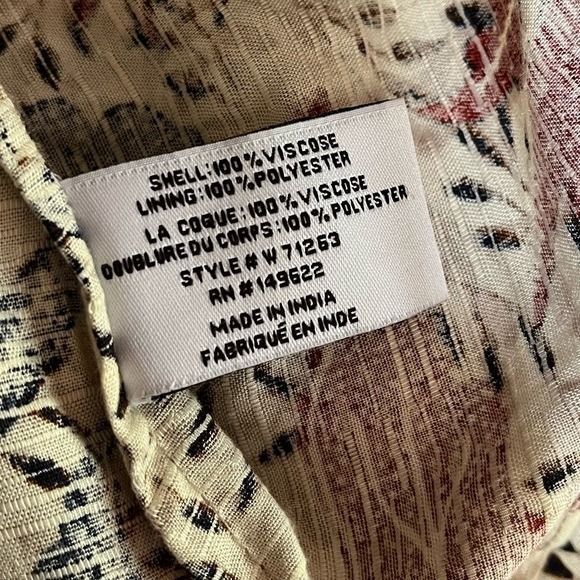 SHELL:100%VISCOSE
LINING:100%POLYESTER
LA COQUE:100%VISCOSE
DOUBLURE DU CORPS:100%POLYESTER
STYLE# W 71263
RN #149622
MADE IN INDIA
FABRIQUÉ EN INDE